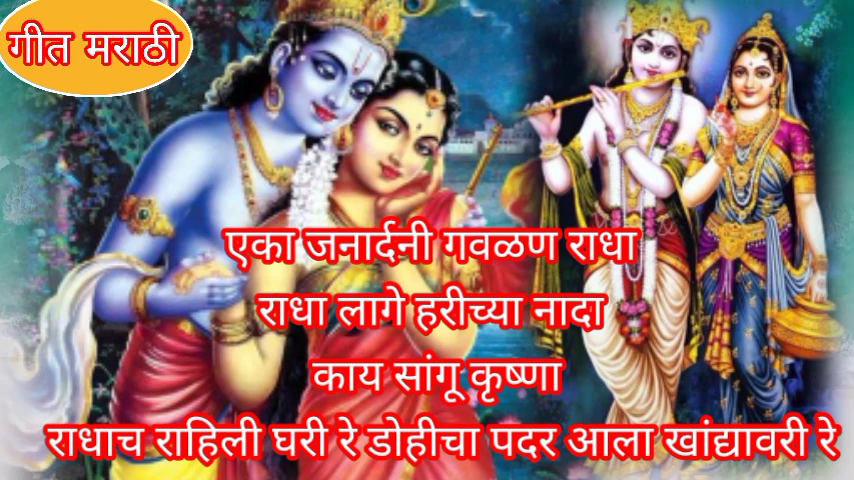 गीत मराठी
एका जनार्दनी गवळण राधा
राधा लागे हरीच्या नादा
काय सांगू कृष्णा
राधाच राहिली घरी रे डोहीचा पदर आला खांद्यावरी रे